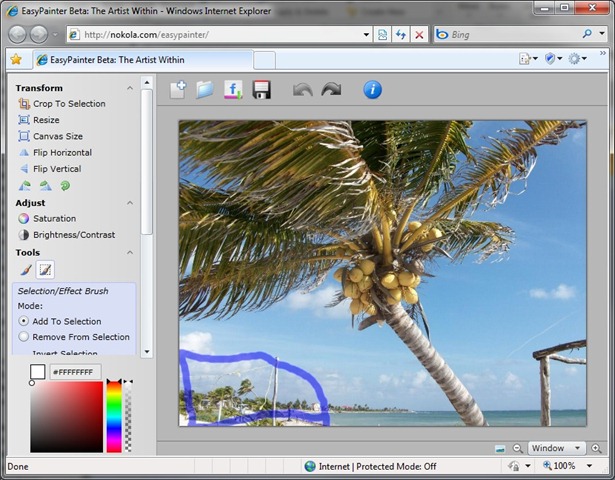 EasyPainter Beta: The Artist Within - Windows Internet Explorer
http://nokola.com/easypainter/
Bing
EasyPainter Beta: The Artist Within
Transform
Crop To Selection
Resize
Canvas Size
Flip Horizontal
Flip Vertical
Adjust
Saturation
Brightness/Contrast
Tools
Selection/Effect Brush
Mode:
Add To Selection
Remove From Selection
Invert Selection
#FFFFFFFF
Window
Done
Internet | Protected Mode: Off
100%